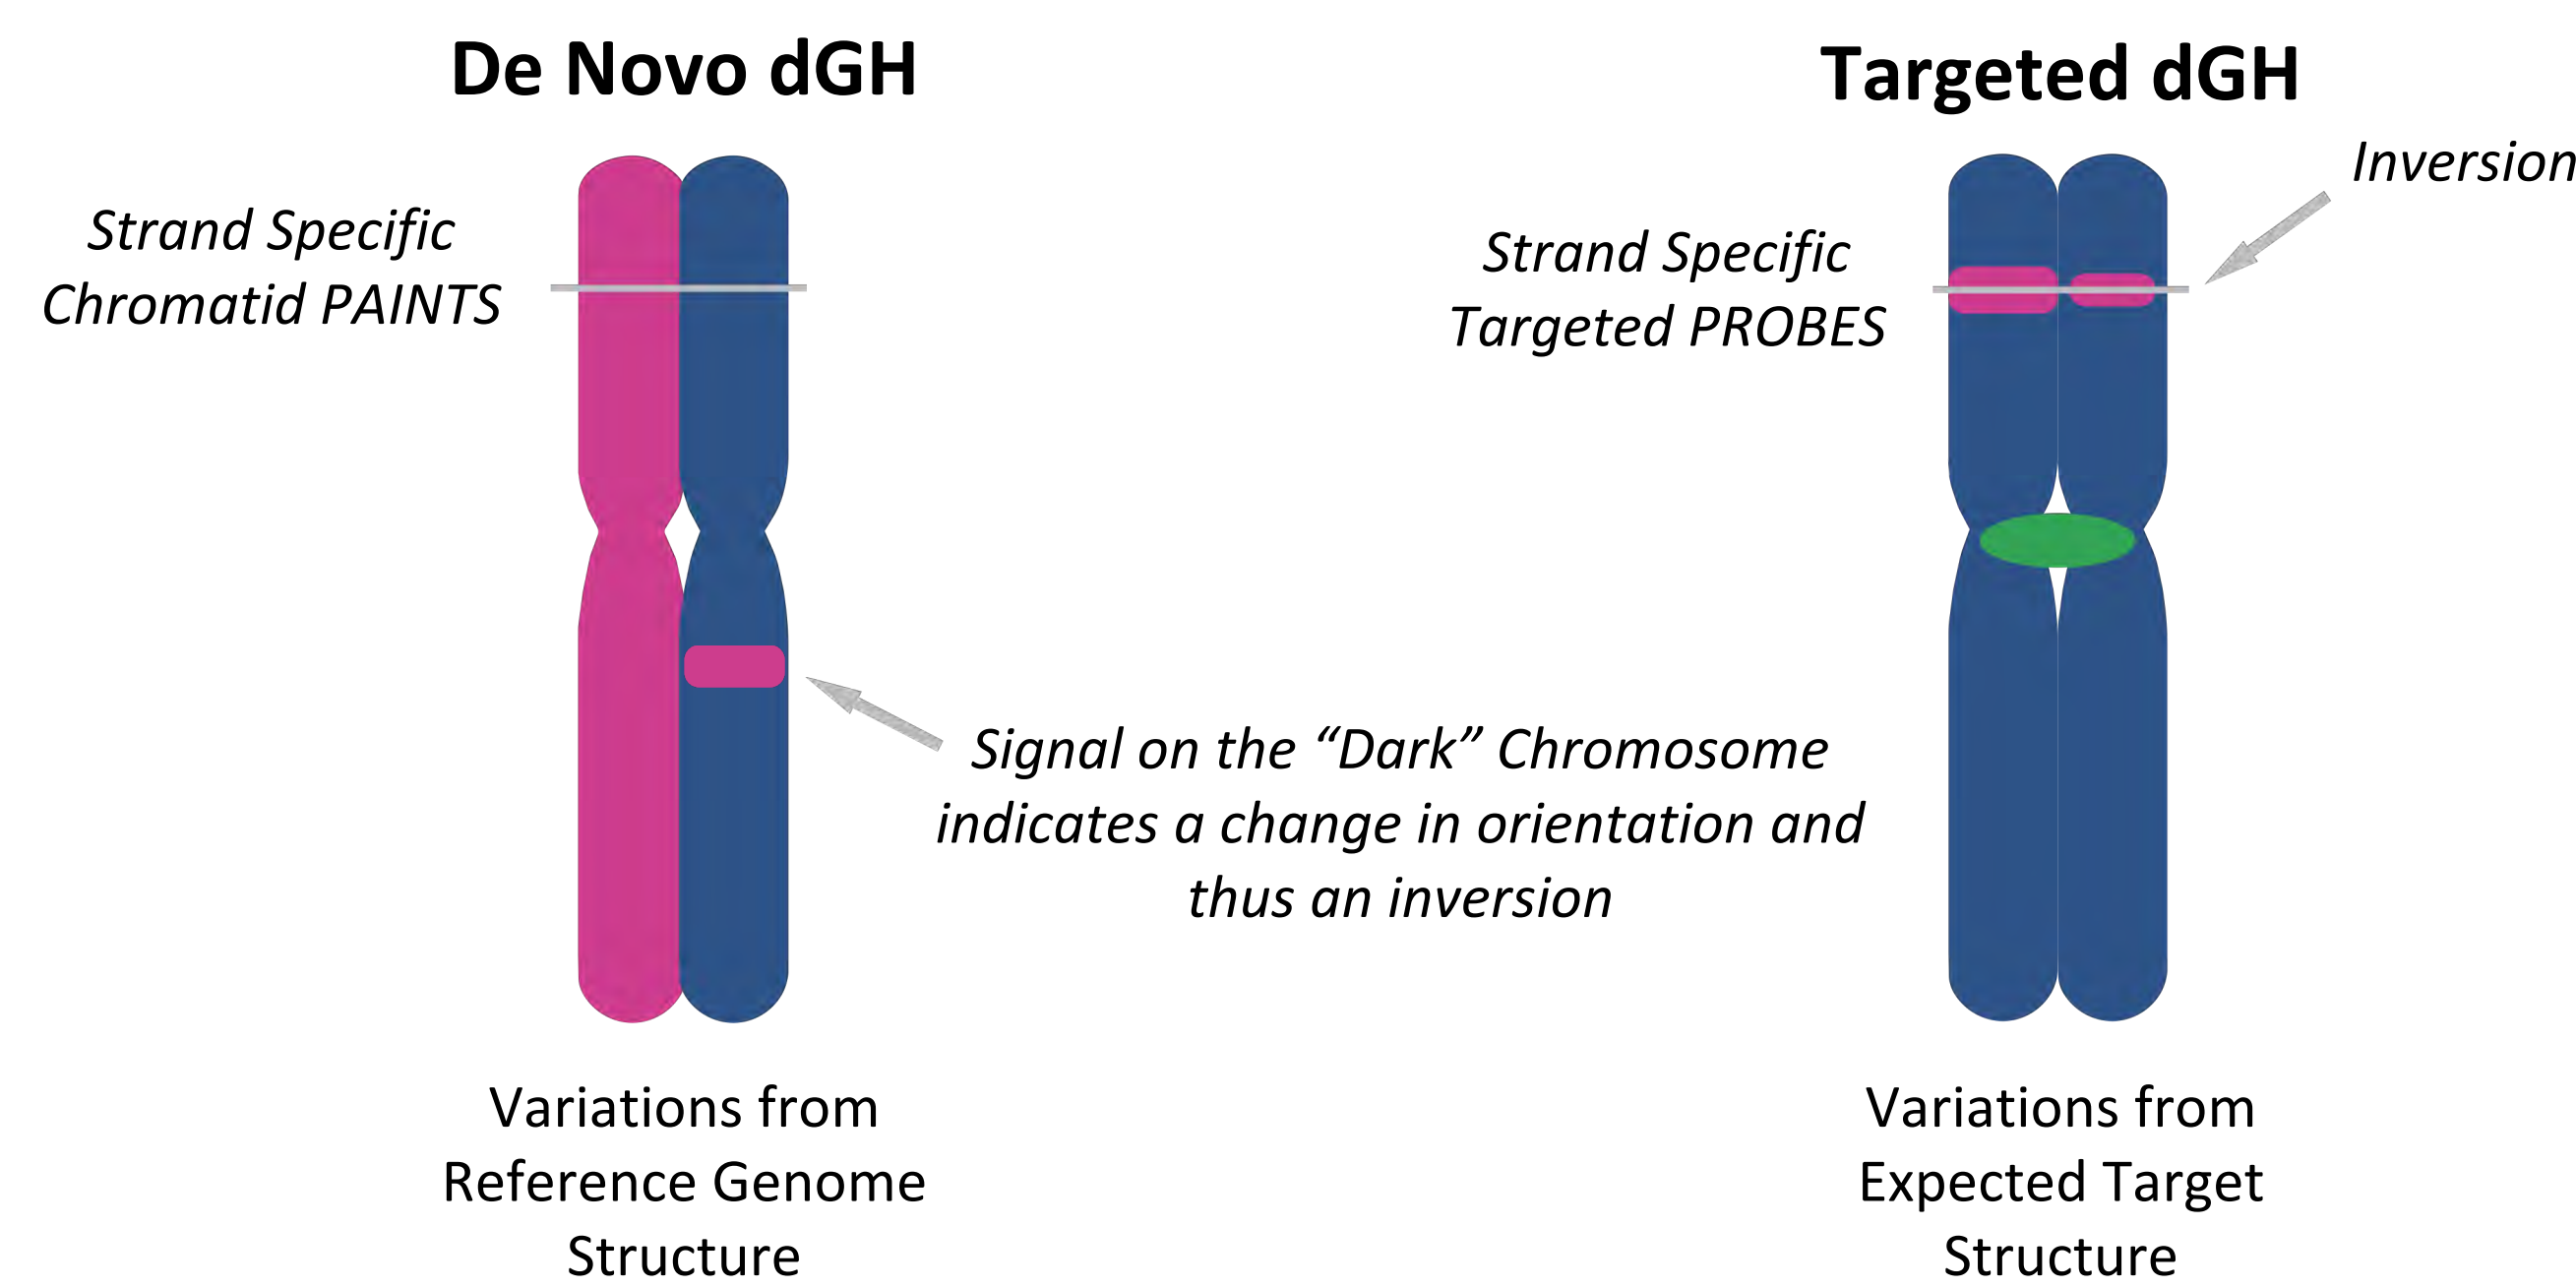 De Novo dGH
Strand Specific
Chromatid PAINTS
Signal on the “Dark” Chromosome
indicates a change in orientation and
thus an inversion
Variations from
Reference Genome
Structure
Targeted dGH
Inversion
Strand Specific
Targeted PROBES
Variations from
Expected Target
Structure